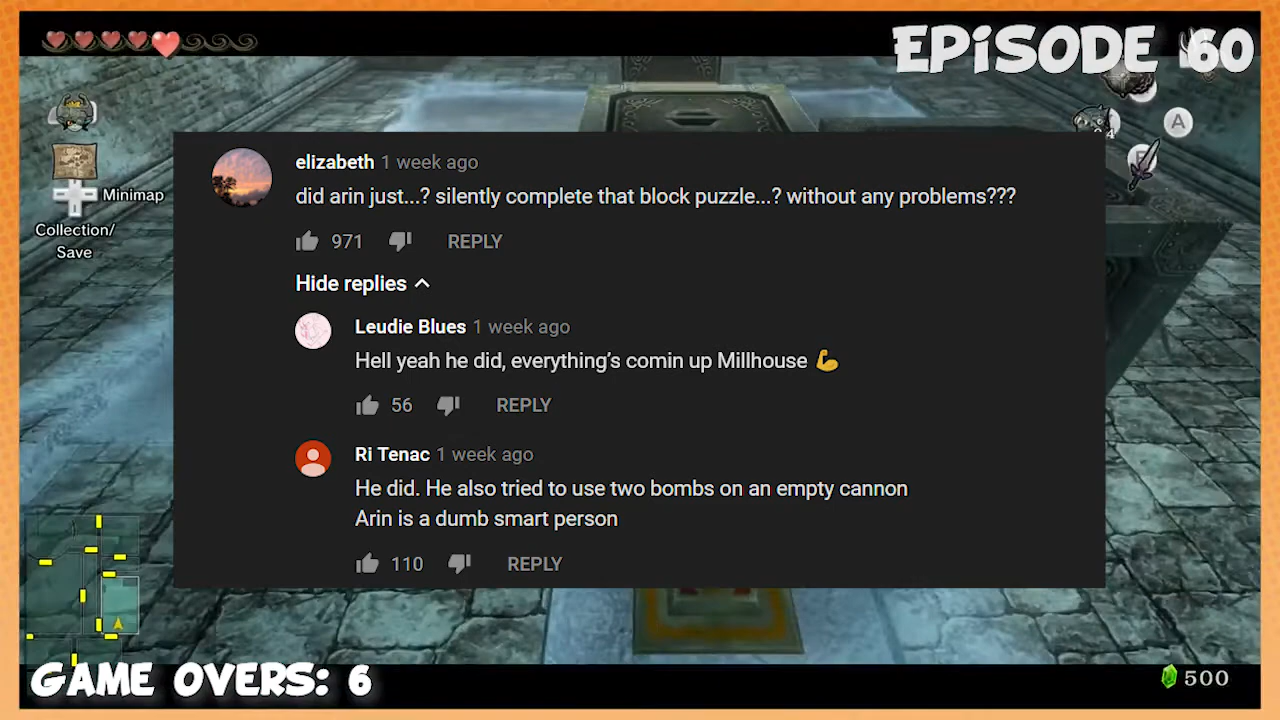 EPISODE 60
A
Minimap
Collection/
Save
elizabeth 1 week ago
did arin just...? silently complete that block puzzle...? without any problems???
971 REPLY
Hide replies
Leudie Blues 1 week ago
Hell yeah he did, everything's comin up Millhouse 💪
56 REPLY
Ri Tenac 1 week ago
He did. He also tried to use two bombs on an empty cannon
Arin is a dumb smart person
110 REPLY
GAME OVERS: 6
500